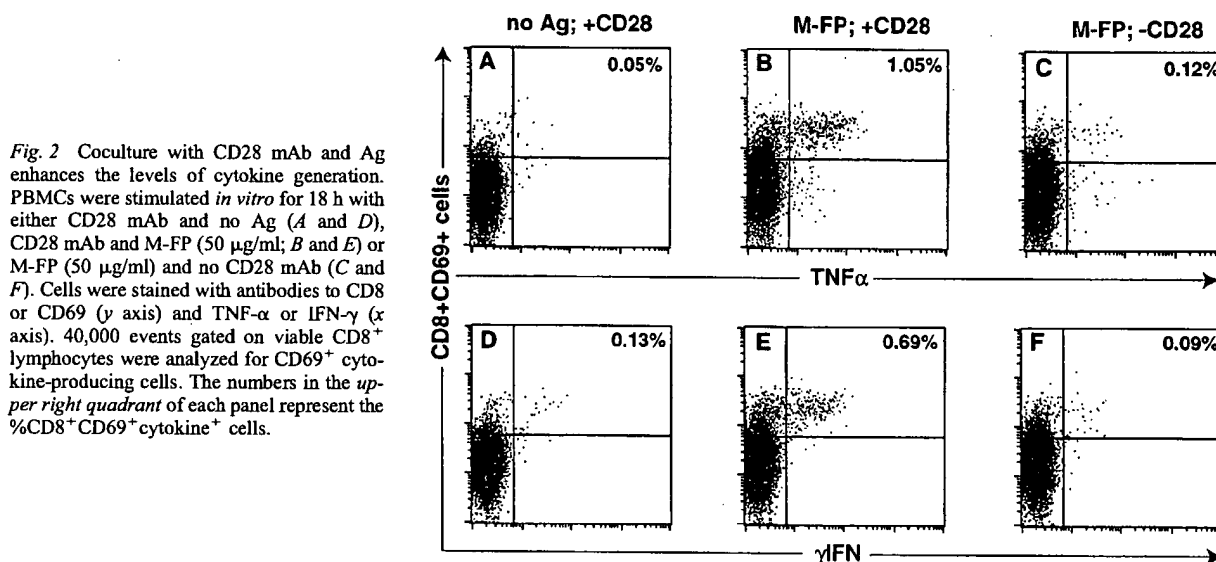 Fig. 2 Coculture with CD28 mAb and Ag
enhances the levels of cytokine generation.
PBMCs were stimulated in vitro for 18 h with
either CD28 mAb and no Ag (A and D),
CD28 mAb and M-FP (50 μg/ml; B and E) or
M-FP (50 μg/ml) and no CD28 mAb (C and
F). Cells were stained with antibodies to CD8
or CD69 (y axis) and TNF-α or IFN-γ (x
axis). 40,000 events gated on viable CD8+
lymphocytes were analyzed for CD69+ cyto-
kine-producing cells. The numbers in the up-
per right quadrant of each panel represent the
%CD8+CD69+cytokine+ cells.
no Ag; +CD28
M-FP; +CD28
M-FP; -CD28
A 0.05%
B 1.05%
C 0.12%
CD8+CD69+ cells
TNFα
D 0.13%
E 0.69%
F 0.09%
γIFN